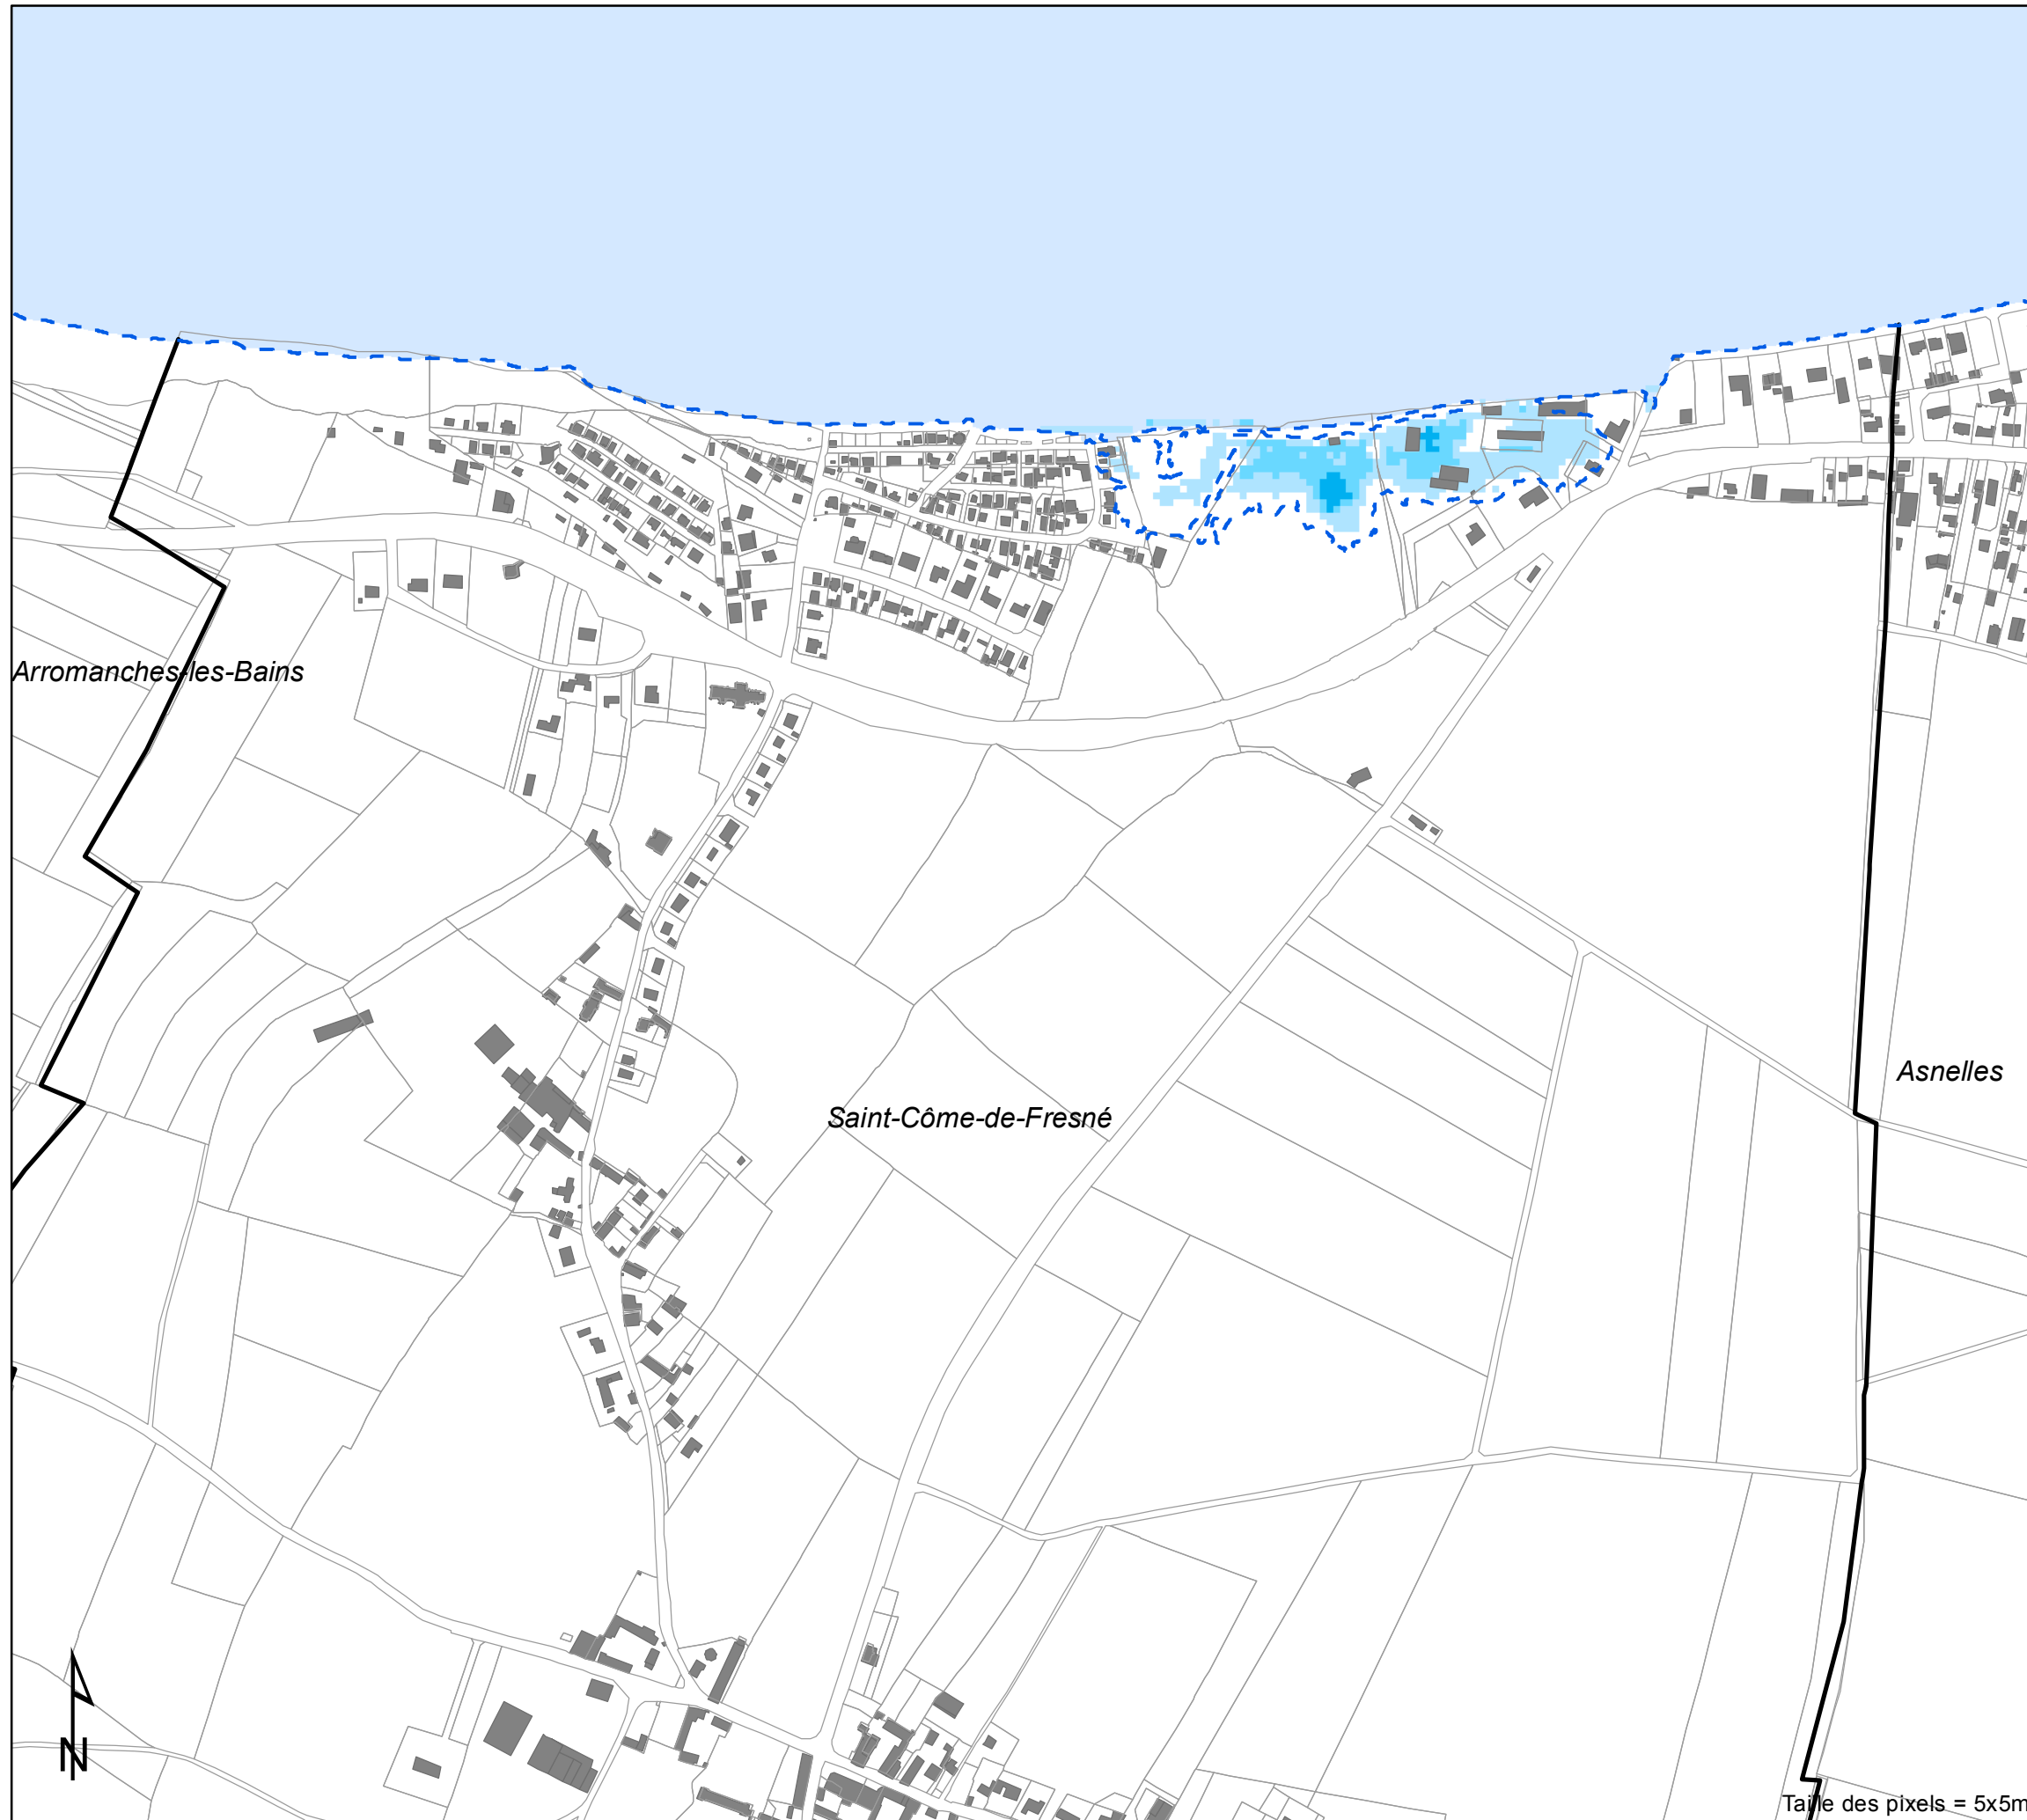 Arromanches-les-Bains
Asnelles
Saint-Côme-de-Fresné
N
Taille des pixels = 5x5m